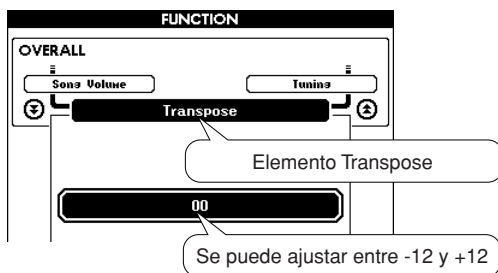 FUNCTION
OVERALL
Song Volume
Tuning
Transpose
Elemento Transpose
00
Se puede ajustar entre -12 y +12